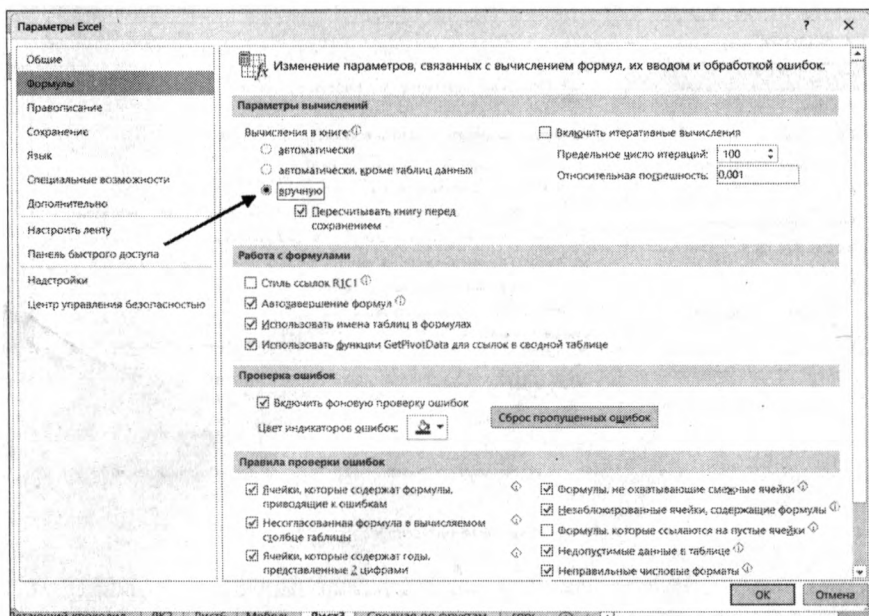 Параметры Excel
?
×
Общие
Формулы
Правописание
Сохранение
Язык
Специальные возможности
Дополнительно
Настроить ленту
Панель быстрого доступа
Надстройки
Центр управления безопасностью
Изменение параметров, связанных с вычислением формул, их вводом и обработкой ошибок.
Параметры вычислений
Вычисления в книге:
автоматически
автоматически, кроме таблиц данных
вручную
Пересчитывать книгу перед
сохранением
Включить итеративные вычисления
Предельное число итераций: 100
Относительная погрешность: 0,001
Работа с формулами
Стиль ссылок R1C1
Автозавершение формул
Использовать имена таблиц в формулах
Использовать функции GetPivotData для ссылок в сводной таблице
Проверка ошибок
Включить фоновую проверку ошибок
Цвет индикаторов ошибок:
Сброс пропущенных ошибок
Правила проверки ошибок
Ячейки, которые содержат формулы,
приводящие к ошибкам
Несогласованная формула в вычисляемом
столбце таблицы
Ячейки, которые содержат годы,
представленные 2 цифрами
Формулы, не охватывающие смежные ячейки
Незаблокированные ячейки, содержащие формулы
Формулы, которые ссылаются на пустые ячейки
Недопустимые данные в таблице
Неправильные числовые форматы
OK
Отмена